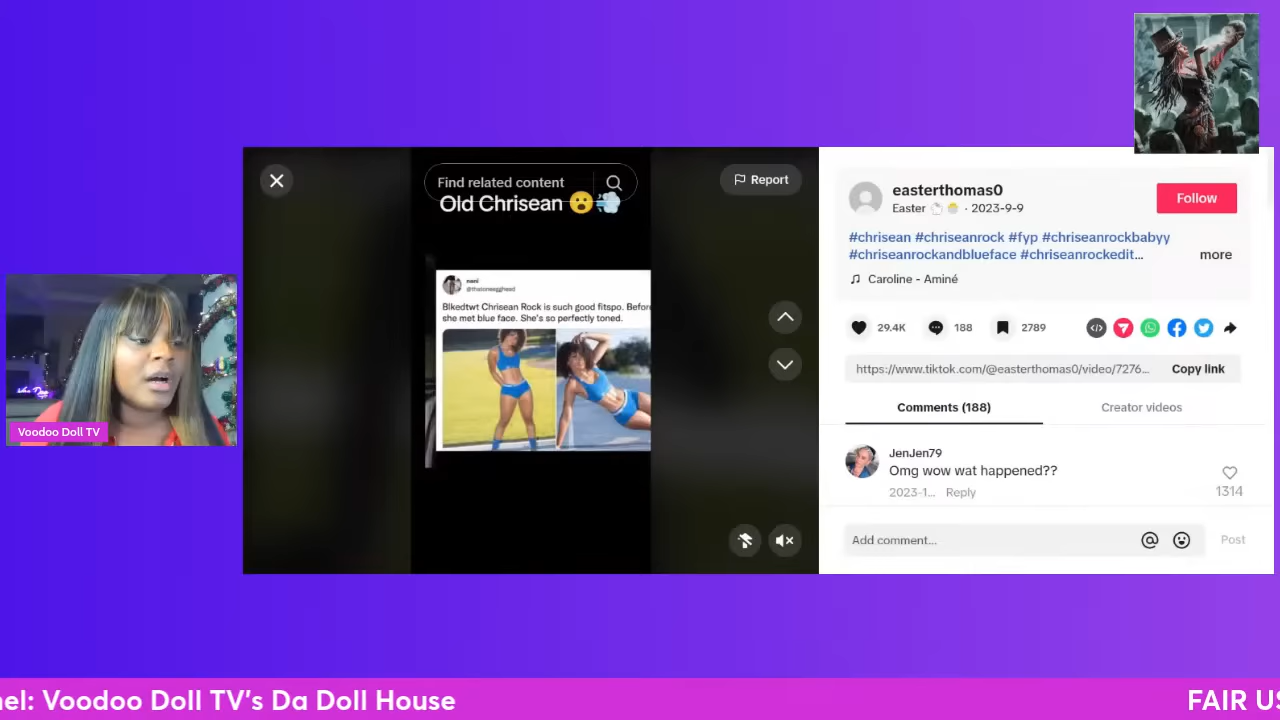 Find related content
Report
Old Chrisean 😮💨
neni
Blkedtwt Chrisean Rock is such good fitspo. Before
she met blue face. She's so perfectly toned.
Voodoo Doll TV
easterthomas0
Easter 🐑 🐣 · 2023-9-9
Follow
#chrisean #chriseanrock #fyp #chriseanrockbabyy
#chriseanrockandblueface #chriseanrockedit...
more
Caroline - Aminé
29.4K
188
2789
https://www.tiktok.com/@easterthomas0/video/7276...
Copy link
Comments (188)
Creator videos
JenJen79
Omg wow wat happened??
2023-1...
Reply
1314
Add comment...
Post
nel: Voodoo Doll TV's Da Doll House
FAIR US